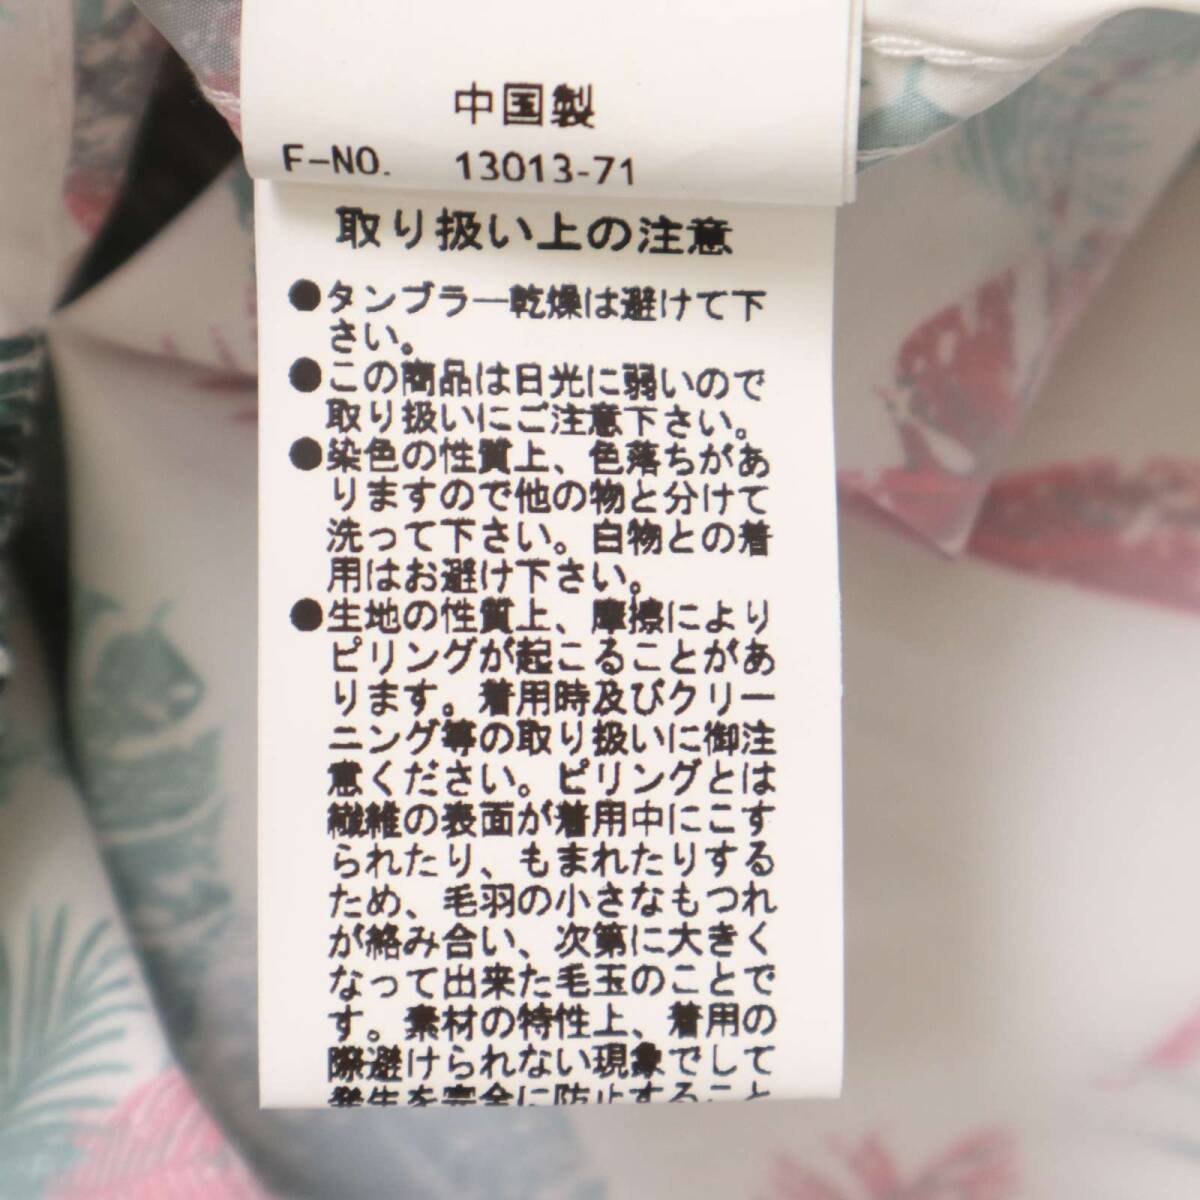 中国製
F-NO. 13013-71
取り扱い上の注意
●タンブラー乾燥は避けて下
さい。
●この商品は日光に弱いので
取り扱いにご注意下さい。
●染色の性質上、色落ちがあ
りますので他の物と分けて
洗って下さい。白物との着
用はお避け下さい。
●生地の性質上、摩擦により
ピリングが起こることがあ
ります。着用時及びクリー
ニング等の取り扱いに御注
意ください。ピリングとは
繊維の表面が着用中にこす
られたり、もまれたりする
ため、毛羽の小さなもつれ
が絡み合い、次第に大きく
なって出来た毛玉のことで
す。素材の特性上、着用の
際避けられない現象でして
発生を完全に防止すること